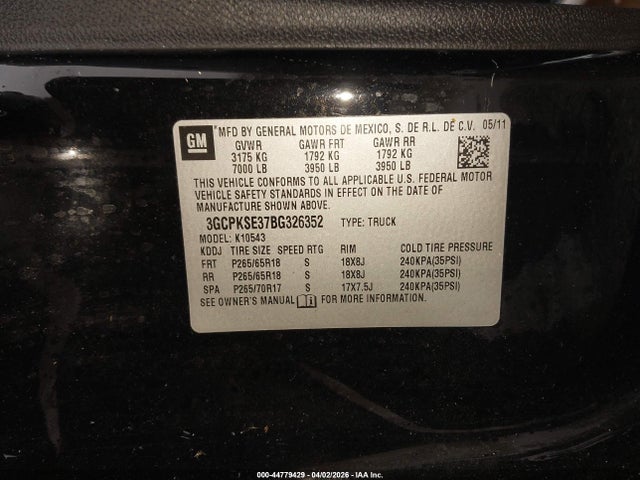 GM
MFD BY GENERAL MOTORS DE MEXICO, S. DE R.L. DE C.V. 05/11
GVWR GAWR FRT GAWR RR
3175 KG 1792 KG 1792 KG
7000 LB 3950 LB 3950 LB
THIS VEHICLE CONFORMS TO ALL APPLICABLE U.S. FEDERAL MOTOR
VEHICLE SAFETY STANDARDS IN EFFECT ON THE DATE OF
MANUFACTURE SHOWN ABOVE.
3GCPKSE37BG326352 TYPE: TRUCK
MODEL: K10543
KDDJ TIRE SIZE SPEED RTG RIM COLD TIRE PRESSURE
FRT P265/65R18 S 18X8J 240KPA(35PSI)
RR P265/65R18 S 18X8J 240KPA(35PSI)
SPA P265/70R17 S 17X7.5J 240KPA(35PSI)
SEE OWNER'S MANUAL FOR MORE INFORMATION.
000-44779429 - 04/02/2026 - IAA Inc.